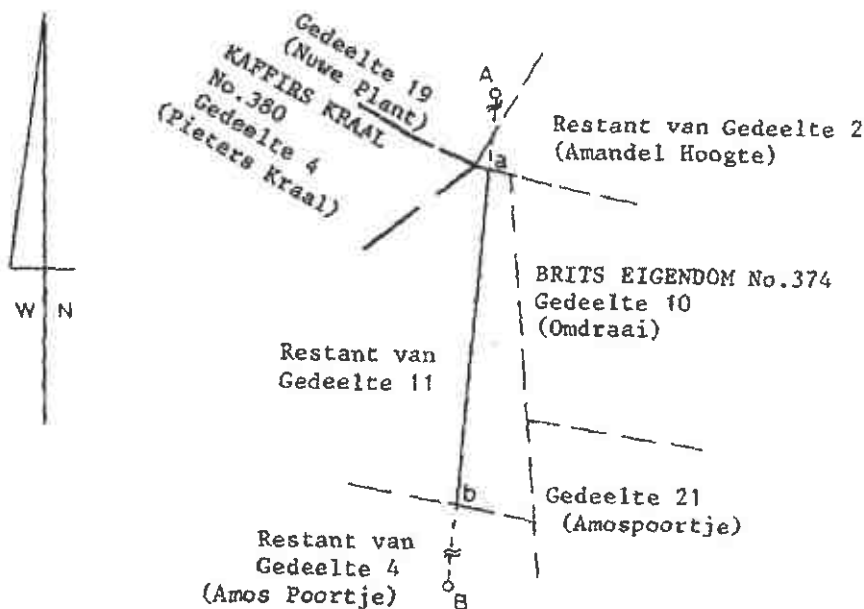 Gedeelte 19
(Nuwe Plant)
KAFFIRS KRAAL
No.380
Gedeelte 4
(Pieters Kraal)
A
Restant van Gedeelte 2
(Amandel Hoogte)
a
W N
BRITS EIGENDOM No.374
Gedeelte 10
(Omdraai)
Restant van
Gedeelte 11
b
Gedeelte 21
(Amospoortje)
Restant van
Gedeelte 4
(Amos Poortje)
B